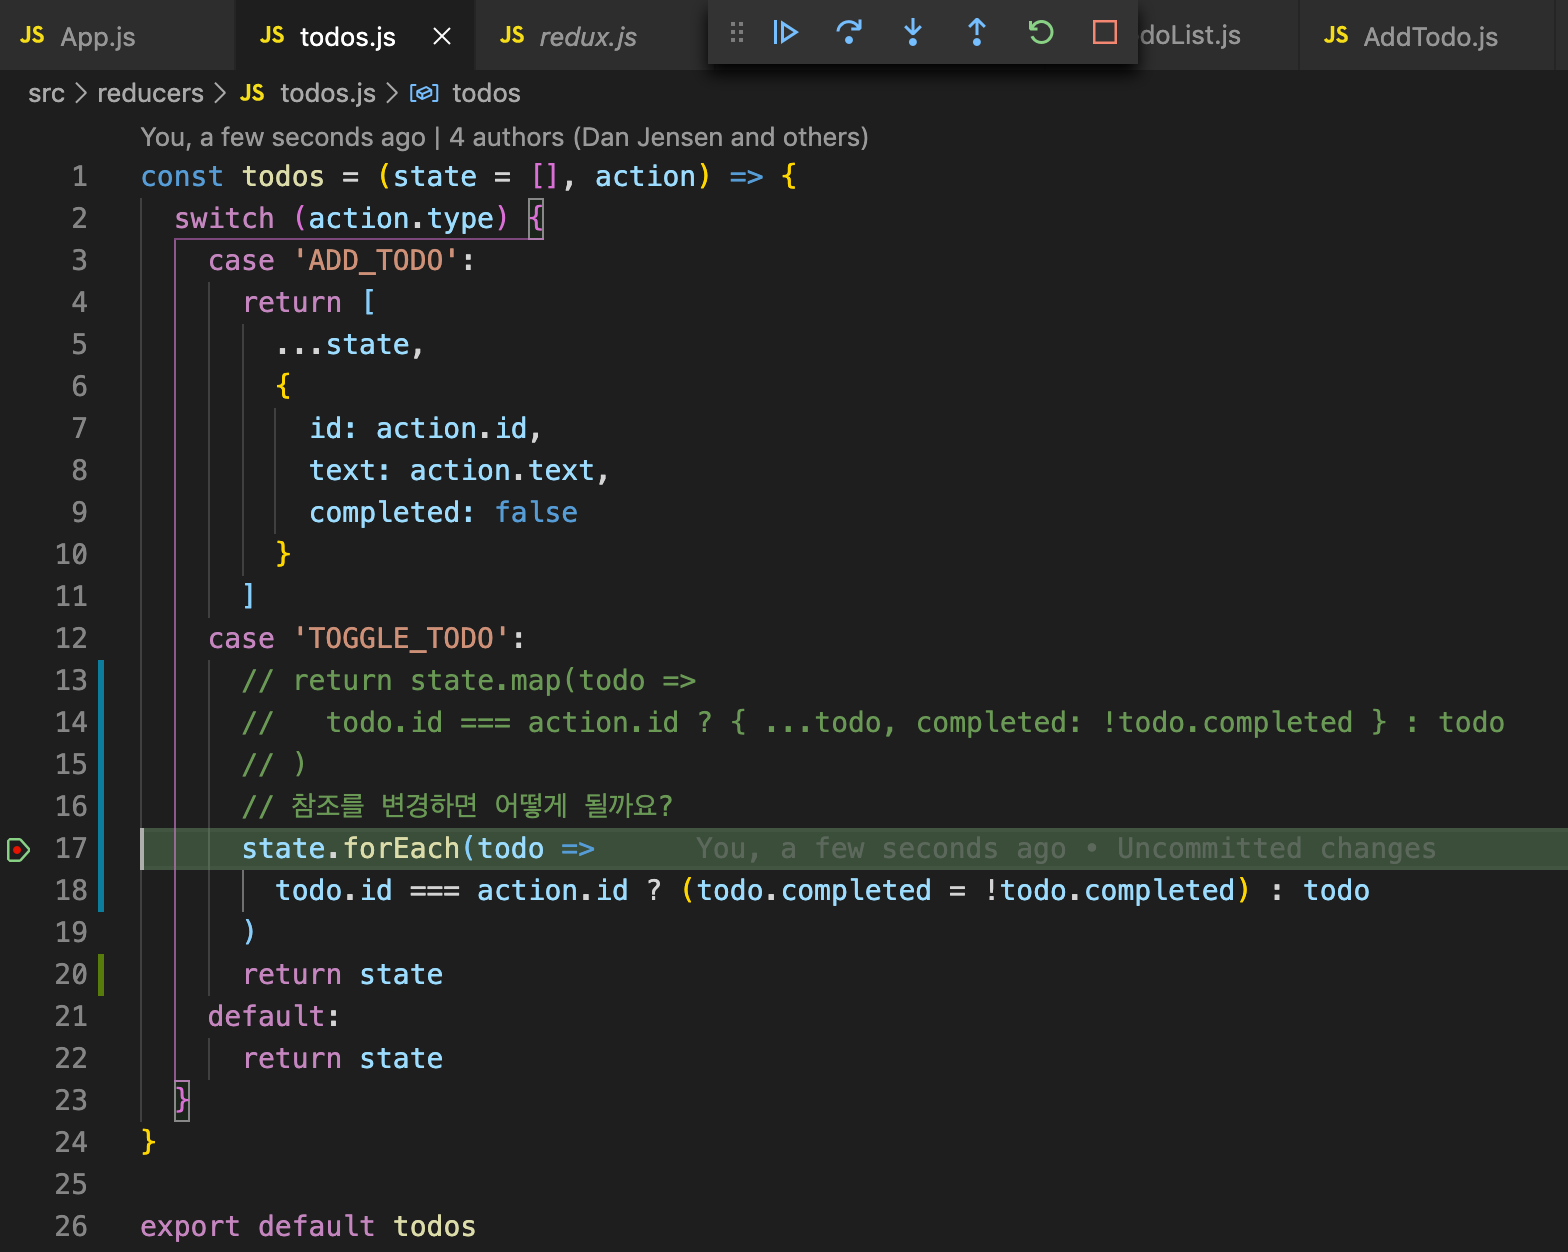 JS App.js JS todos.js JS redux.js doList.js JS AddTodo.js
src > reducers > JS todos.js > todos
You, a few seconds ago | 4 authors (Dan Jensen and others)
1 const todos = (state = [], action) => {
2 switch (action.type) {
3 case 'ADD_TODO':
4 return [
5 ...state,
6 {
7 id: action.id,
8 text: action.text,
9 completed: false
10 }
11 ]
12 case 'TOGGLE_TODO':
13 // return state.map(todo =>
14 //   todo.id === action.id ? { ...todo, completed: !todo.completed } : todo
15 // )
16 // 참조를 변경하면 어떻게 될까요?
17 state.forEach(todo => You, a few seconds ago • Uncommitted changes
18 todo.id === action.id ? (todo.completed = !todo.completed) : todo
19 )
20 return state
21 default:
22 return state
23 }
24 }
25
26 export default todos